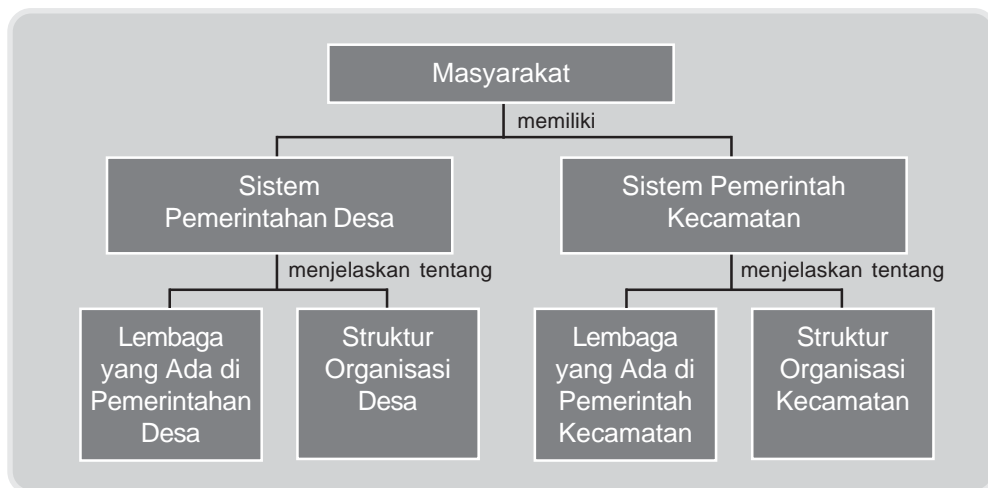 Masyarakat
memiliki
Sistem
Pemerintahan Desa
Sistem Pemerintah
Kecamatan
menjelaskan tentang
menjelaskan tentang
Lembaga
yang Ada di
Pemerintahan
Desa
Struktur
Organisasi
Desa
Lembaga
yang Ada di
Pemerintah
Kecamatan
Struktur
Organisasi
Kecamatan